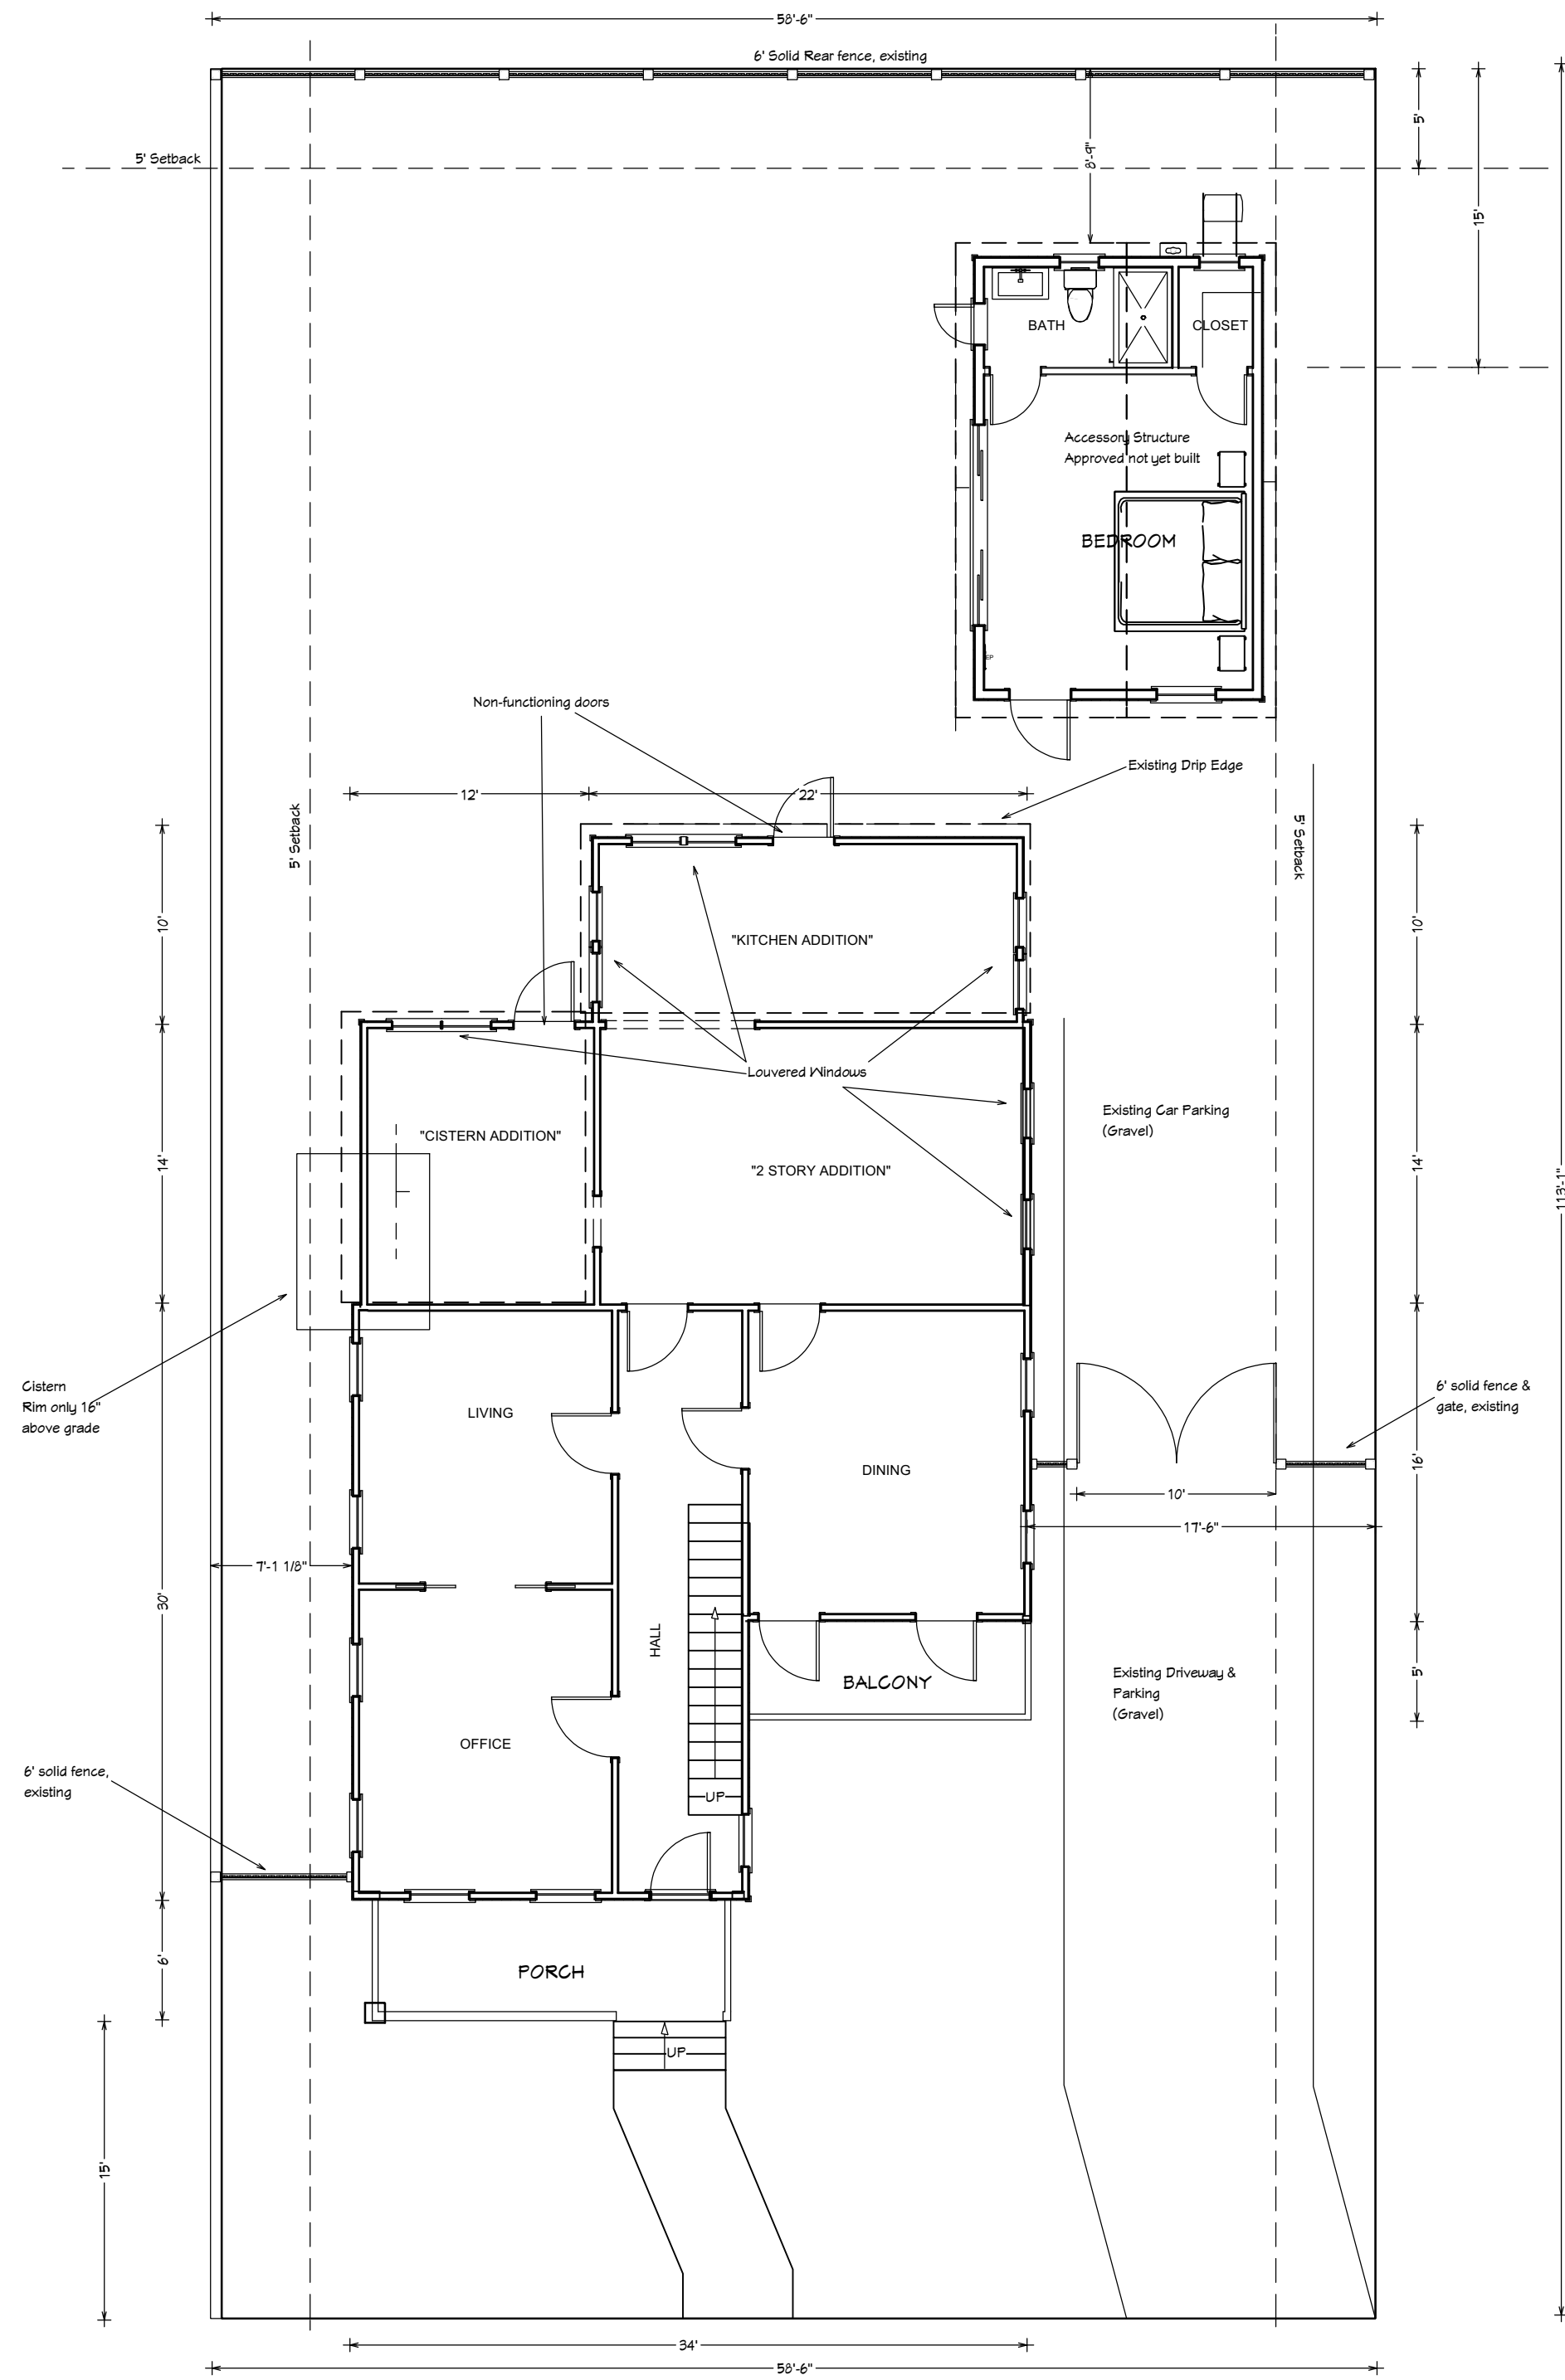 58'-6"
6' Solid Rear fence, existing
5' Setback
8'-9"
5'
15'
BATH
CLOSET
Accessory Structure
Approved not yet built
BEDROOM
EP
Non-functioning doors
Existing Drip Edge
12'
22'
5' Setback
5' Setback
10'
10'
"KITCHEN ADDITION"
Louvered Windows
Existing Car Parking
(Gravel)
"CISTERN ADDITION"
"2 STORY ADDITION"
14'
14'
113'-1"
Cistern
Rim only 16"
above grade
LIVING
DINING
6' solid fence &
gate, existing
16'
10'
17'-6"
7'-1 1/8"
30'
HALL
BALCONY
5'
Existing Driveway &
Parking
(Gravel)
OFFICE
6' solid fence,
existing
UP
6'
PORCH
UP
15'
34'
58'-6"